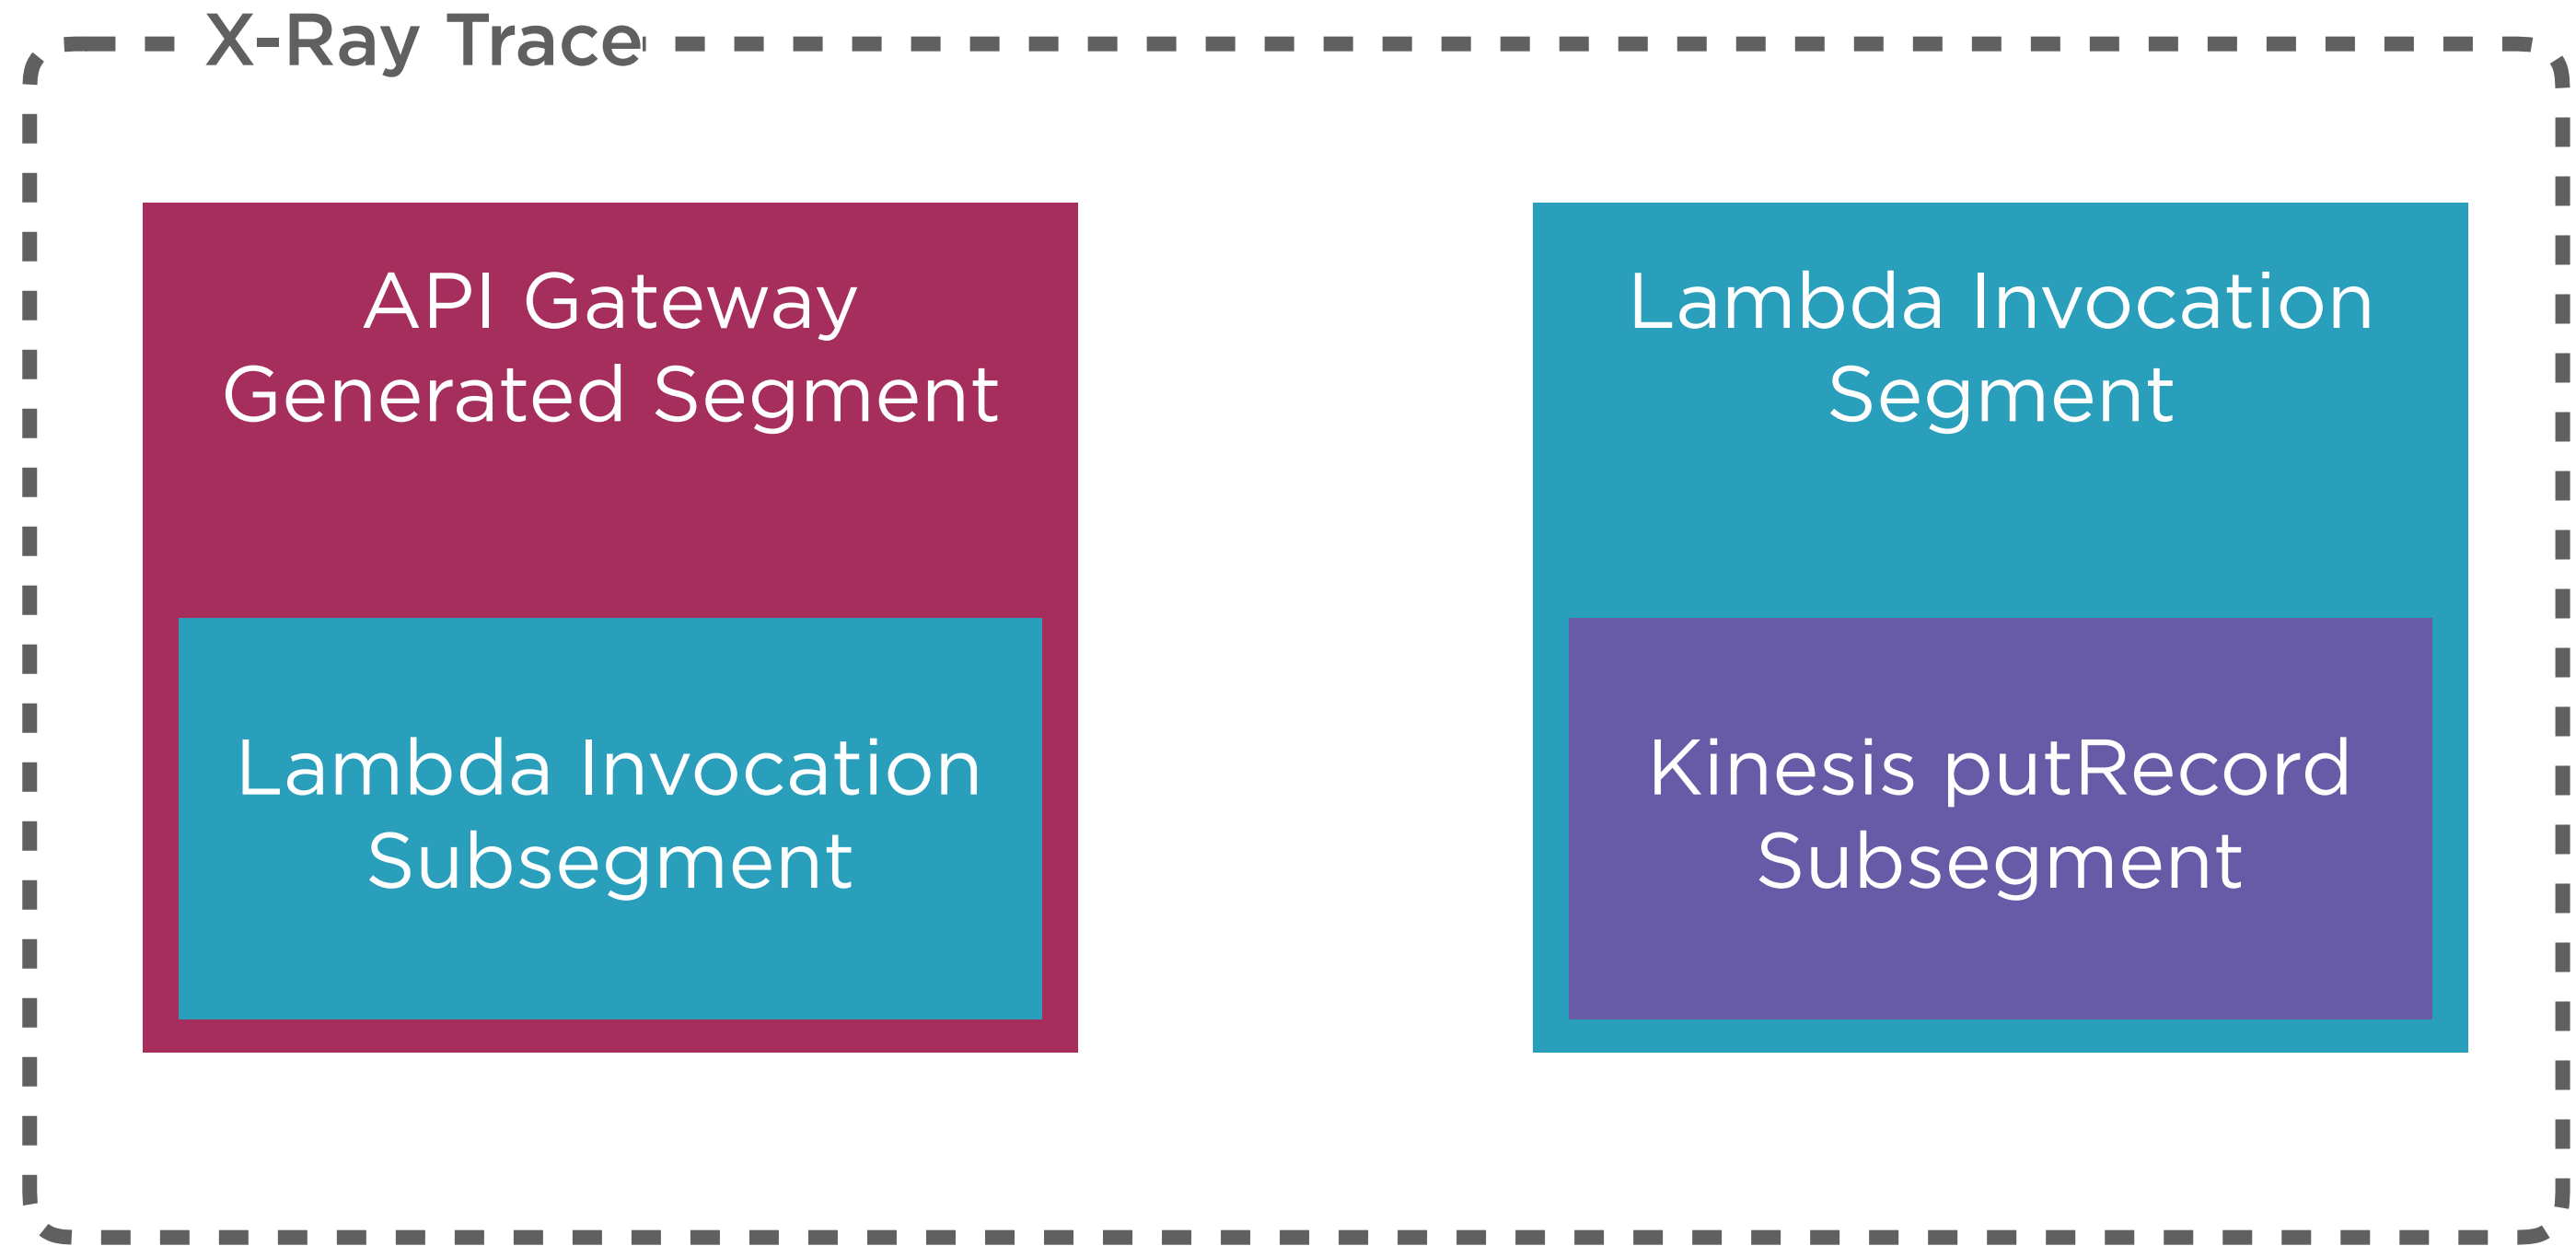 X-Ray Trace
API Gateway
Generated Segment
Lambda Invocation
Subsegment
Lambda Invocation
Segment
Kinesis putRecord
Subsegment